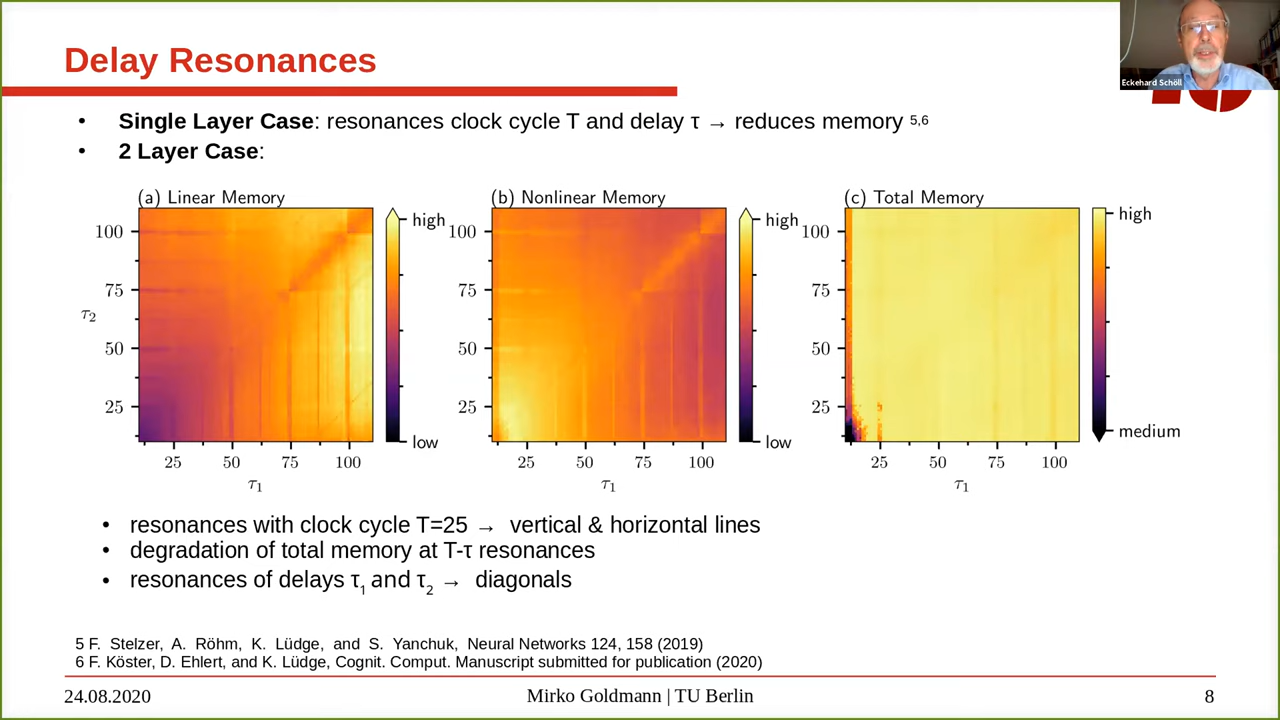 Delay Resonances
Eckehard Schöll
• Single Layer Case: resonances clock cycle T and delay τ → reduces memory 5,6
• 2 Layer Case:
(a) Linear Memory
(b) Nonlinear Memory
(c) Total Memory
100
75
50
25
τ2
25 50 75 100
τ1
high
low
100
75
50
25
25 50 75 100
τ1
high
low
100
75
50
25
25 50 75 100
τ1
high
medium
• resonances with clock cycle T=25 → vertical & horizontal lines
• degradation of total memory at T-τ resonances
• resonances of delays τ1 and τ2 → diagonals
5 F. Stelzer, A. Röhm, K. Lüdge, and S. Yanchuk, Neural Networks 124, 158 (2019)
6 F. Köster, D. Ehlert, and K. Lüdge, Cognit. Comput. Manuscript submitted for publication (2020)
24.08.2020
Mirko Goldmann | TU Berlin
8